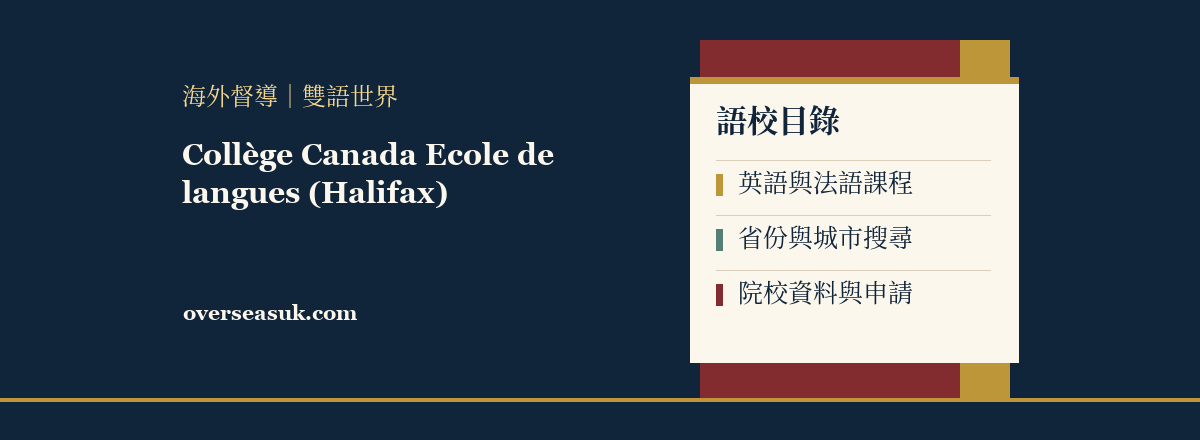 海外督導｜雙語世界
Collège Canada Ecole de
langues (Halifax)
overseasuk.com
語校目錄
英語與法語課程
省份與城市搜尋
院校資料與申請